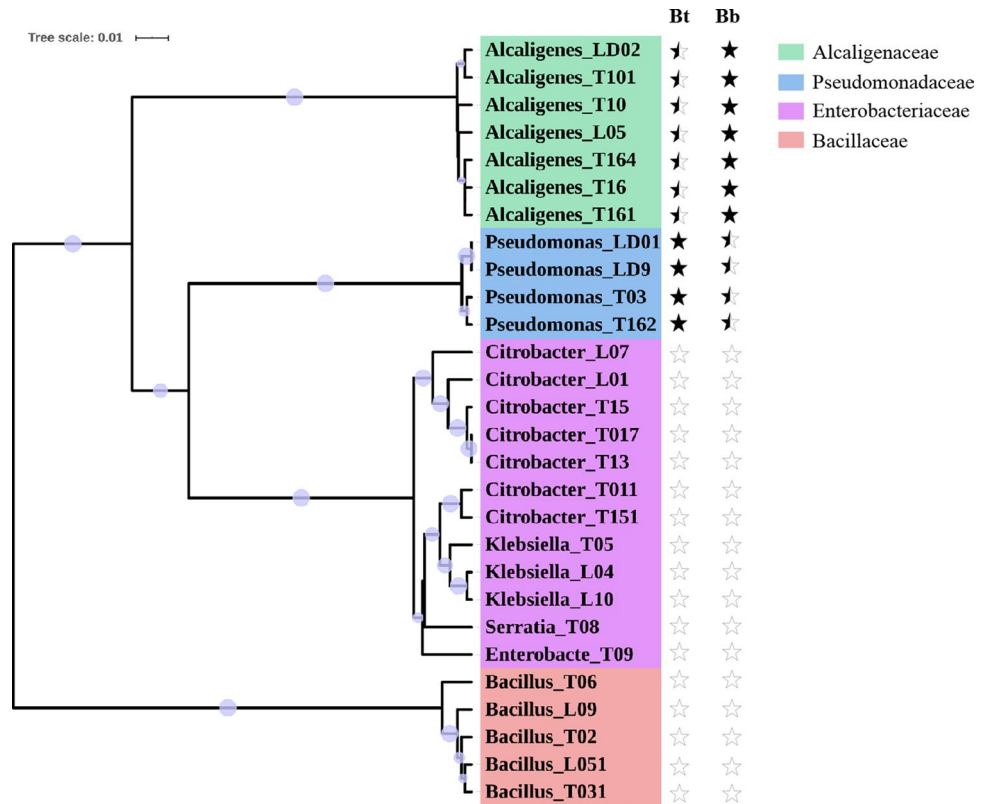 Bt Bb
Tree scale: 0.01
Alcaligenes_LD02
Alcaligenes_T101
Alcaligenes_T10
Alcaligenes_L05
Alcaligenes_T164
Alcaligenes_T16
Alcaligenes_T161
Pseudomonas_LD01
Pseudomonas_LD9
Pseudomonas_T03
Pseudomonas_T162
Citrobacter_L07
Citrobacter_L01
Citrobacter_T15
Citrobacter_T017
Citrobacter_T13
Citrobacter_T011
Citrobacter_T151
Klebsiella_T05
Klebsiella_L04
Klebsiella_L10
Serratia_T08
Enterobacte_T09
Bacillus_T06
Bacillus_L09
Bacillus_T02
Bacillus_L051
Bacillus_T031
Alcaligenaceae
Pseudomonadaceae
Enterobacteriaceae
Bacillaceae